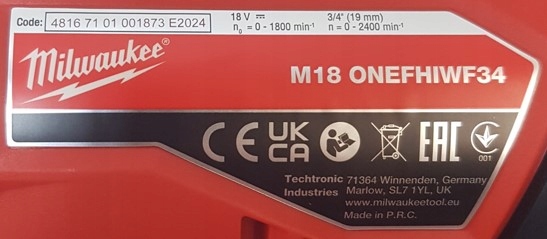 Code: 4816 71 01 001873 E2024
18 V ⎓ 3/4" (19 mm)
n₀ = 0 - 1800 min⁻¹ n = 0 - 2400 min⁻¹
Milwaukee®
M18 ONEFHIWF34
CE UK CA EAC
001
Techtronic 71364 Winnenden, Germany
Industries Marlow, SL7 1YL, UK
www.milwaukeetool.eu
Made in P.R.C.